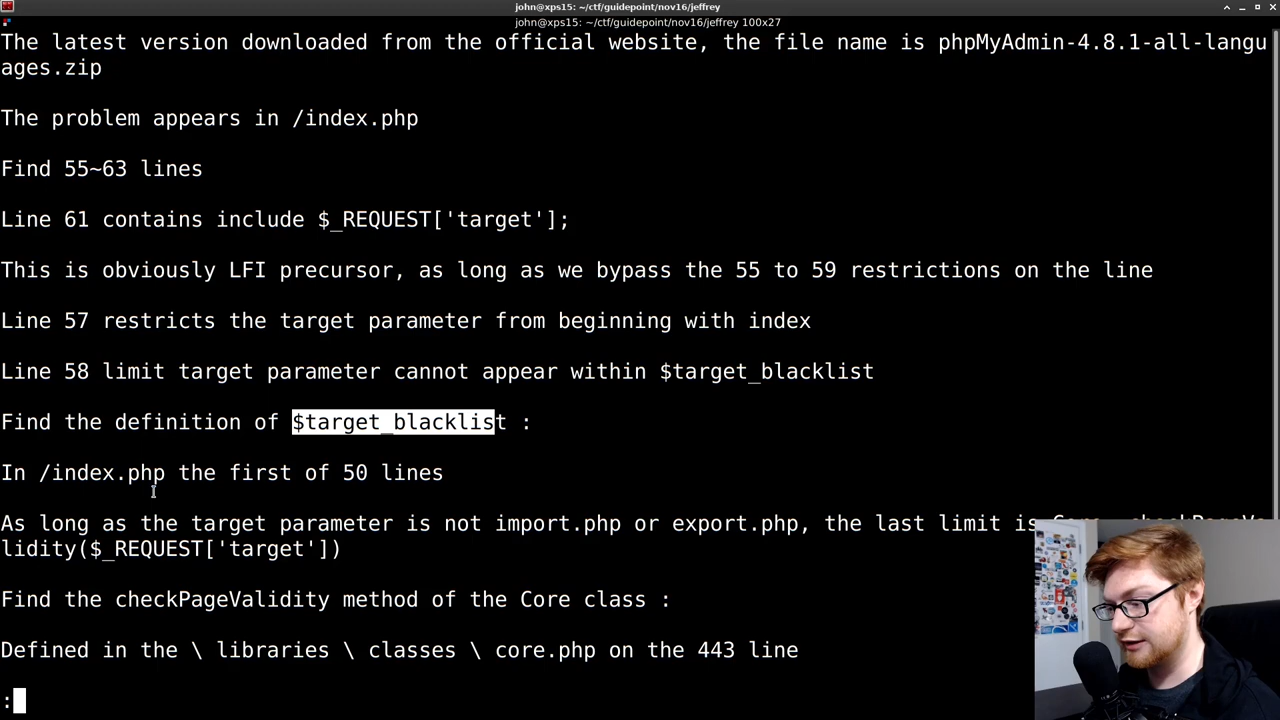 john@xps15: ~/ctf/guidepoint/nov16/jeffrey
john@xps15: ~/ctf/guidepoint/nov16/jeffrey 100x27
The latest version downloaded from the official website, the file name is phpMyAdmin-4.8.1-all-langu
ages.zip
The problem appears in /index.php
Find 55~63 lines
Line 61 contains include $_REQUEST['target'];
This is obviously LFI precursor, as long as we bypass the 55 to 59 restrictions on the line
Line 57 restricts the target parameter from beginning with index
Line 58 limit target parameter cannot appear within $target_blacklist
Find the definition of $target_blacklist :
In /index.php the first of 50 lines
As long as the target parameter is not import.php or export.php, the last limit is
lidity($_REQUEST['target'])
Find the checkPageValidity method of the Core class :
Defined in the \ libraries \ classes \ core.php on the 443 line
: